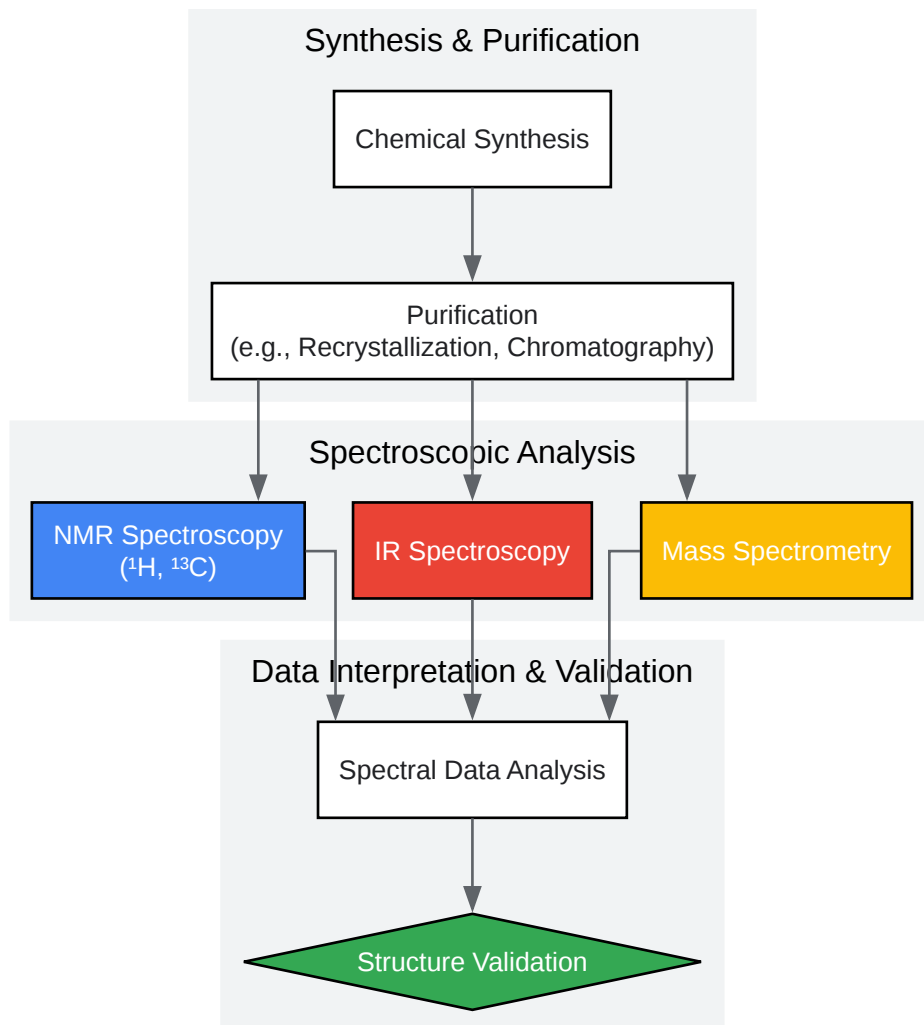 Synthesis & Purification
Chemical Synthesis
Purification
(e.g., Recrystallization, Chromatography)
Spectroscopic Analysis
NMR Spectroscopy
(¹H, ¹³C)
IR Spectroscopy
Mass Spectrometry
Data Interpretation & Validation
Spectral Data Analysis
Structure Validation